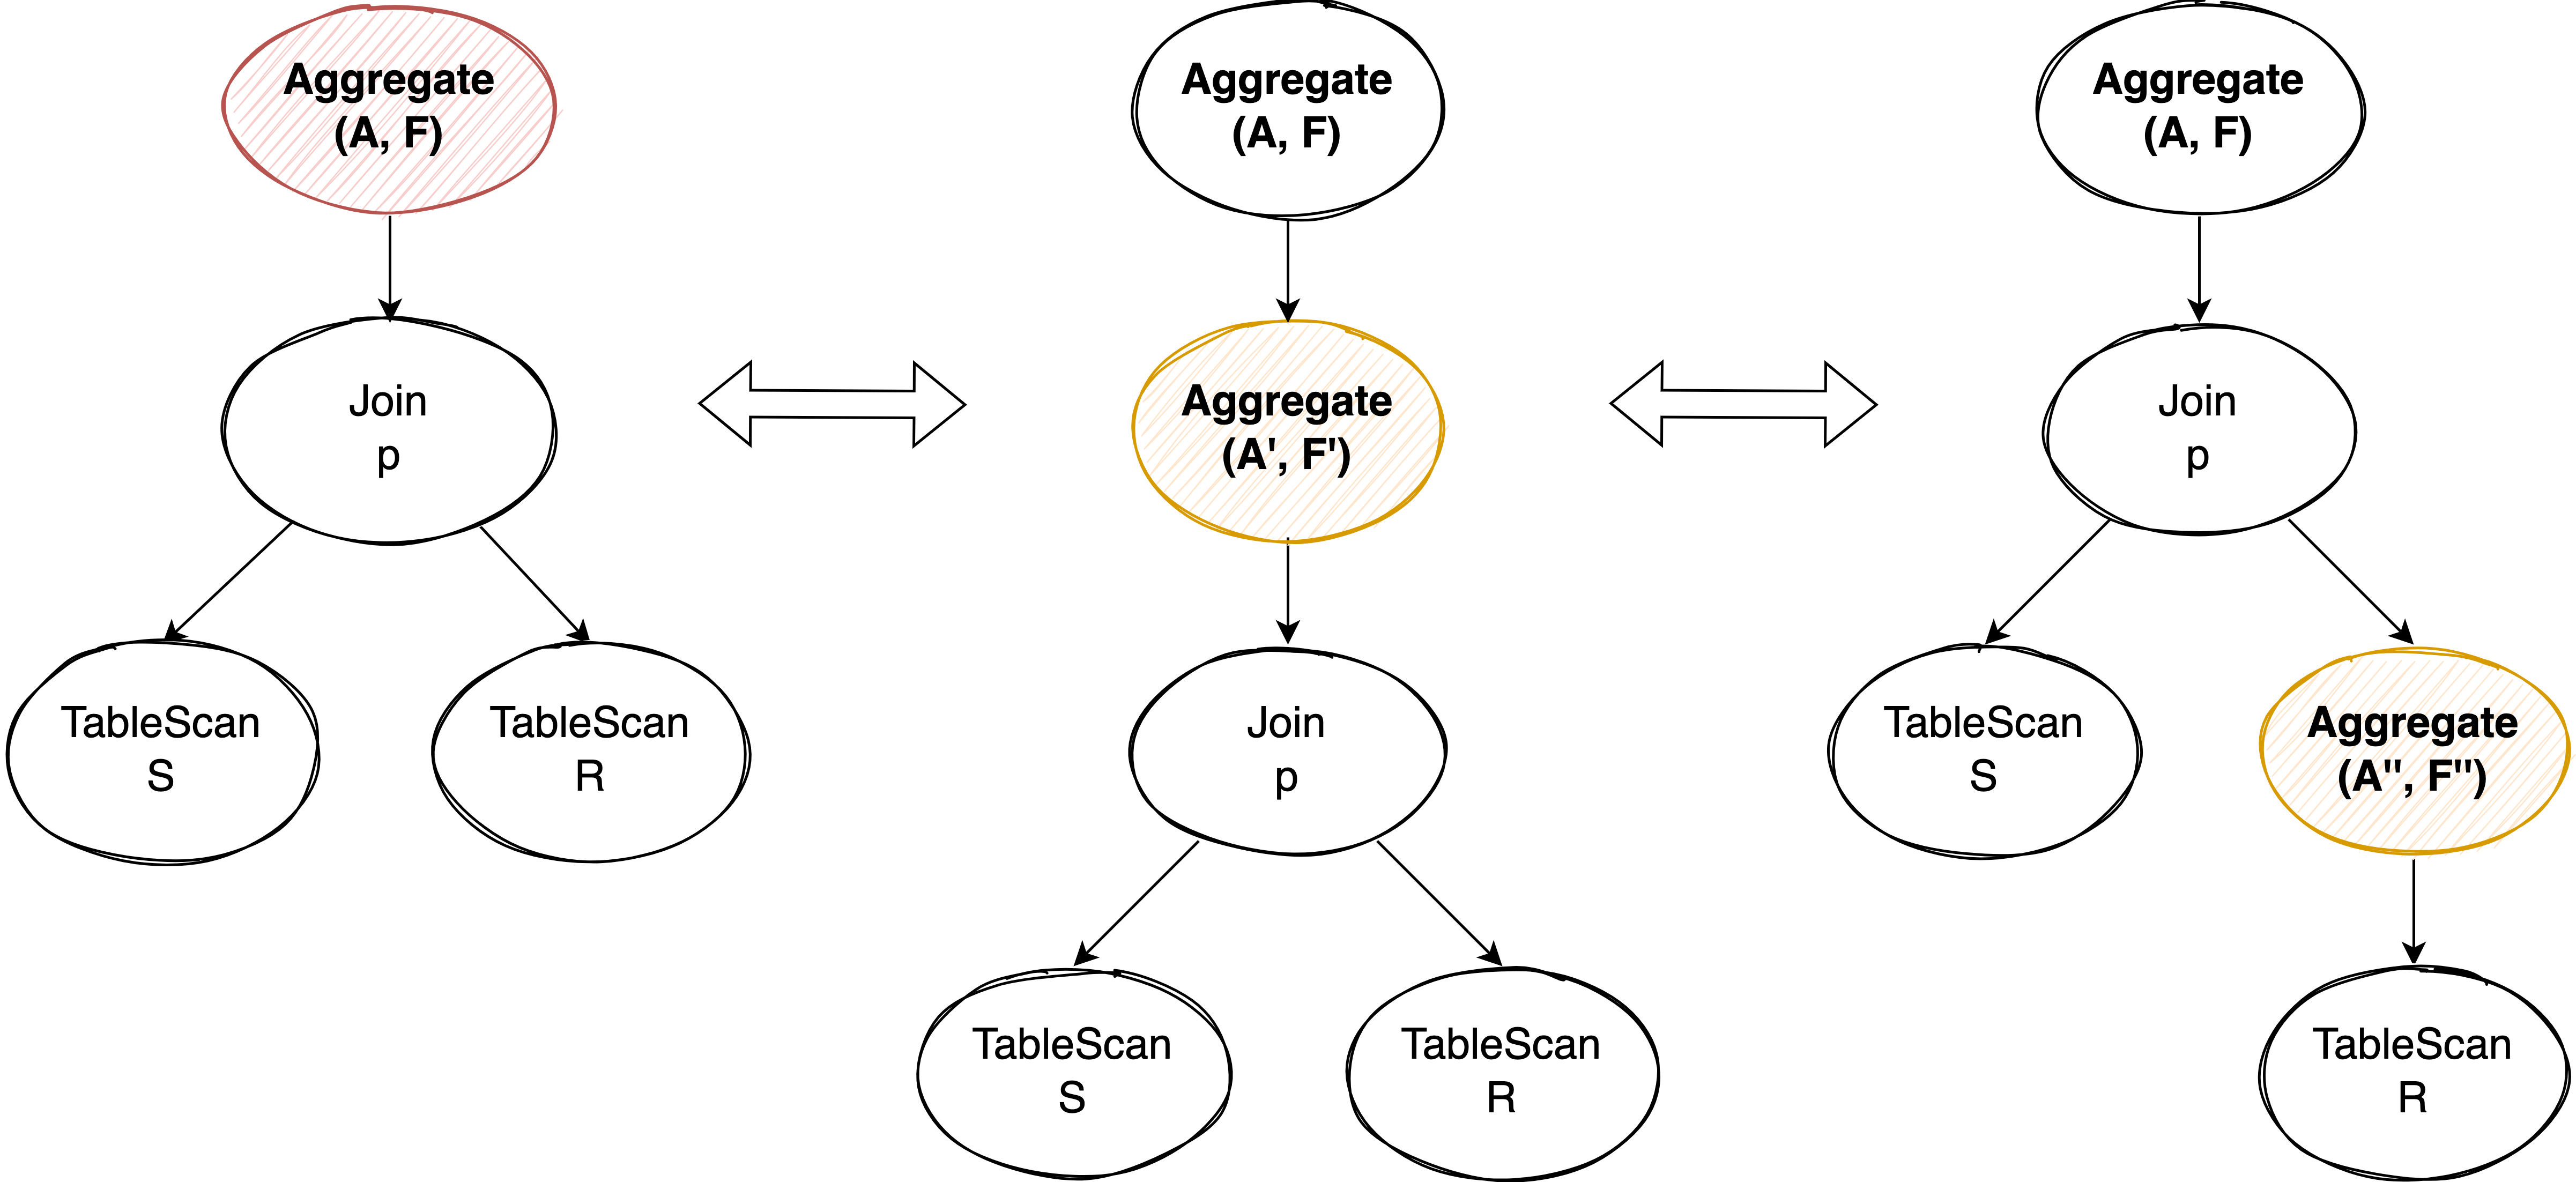 Aggregate
(A, F)
Join
p
TableScan
S
TableScan
R
Aggregate
(A, F)
Aggregate
(A', F')
Join
p
TableScan
S
TableScan
R
Aggregate
(A, F)
Join
p
TableScan
S
Aggregate
(A", F")
TableScan
R